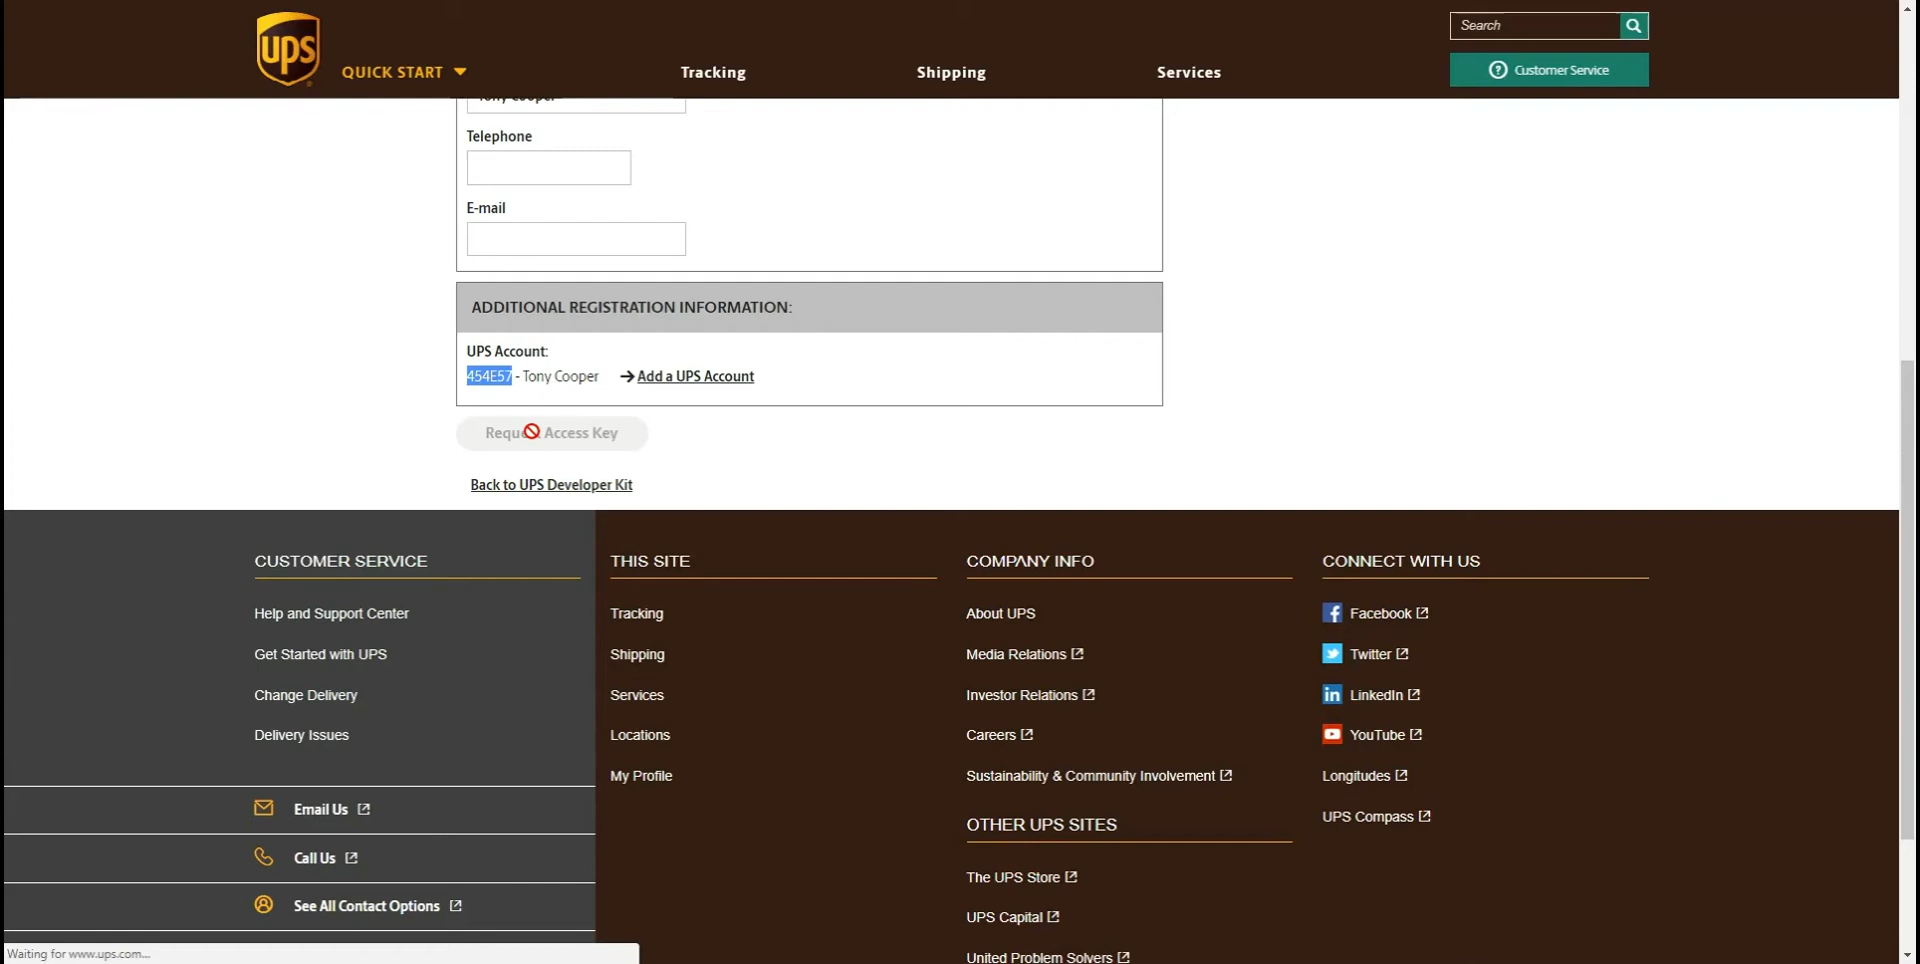 ups
QUICK START
Tracking
Shipping
Services
Search
Customer Service
Tony Cooper
Telephone
E-mail
ADDITIONAL REGISTRATION INFORMATION:
UPS Account:
454E57 - Tony Cooper
Add a UPS Account
Request Access Key
Back to UPS Developer Kit
CUSTOMER SERVICE
Help and Support Center
Get Started with UPS
Change Delivery
Delivery Issues
Email Us
Call Us
See All Contact Options
THIS SITE
Tracking
Shipping
Services
Locations
My Profile
COMPANY INFO
About UPS
Media Relations
Investor Relations
Careers
Sustainability & Community Involvement
OTHER UPS SITES
The UPS Store
UPS Capital
United Problem Solvers
CONNECT WITH US
Facebook
Twitter
LinkedIn
YouTube
Longitudes
UPS Compass
Waiting for www.ups.com...